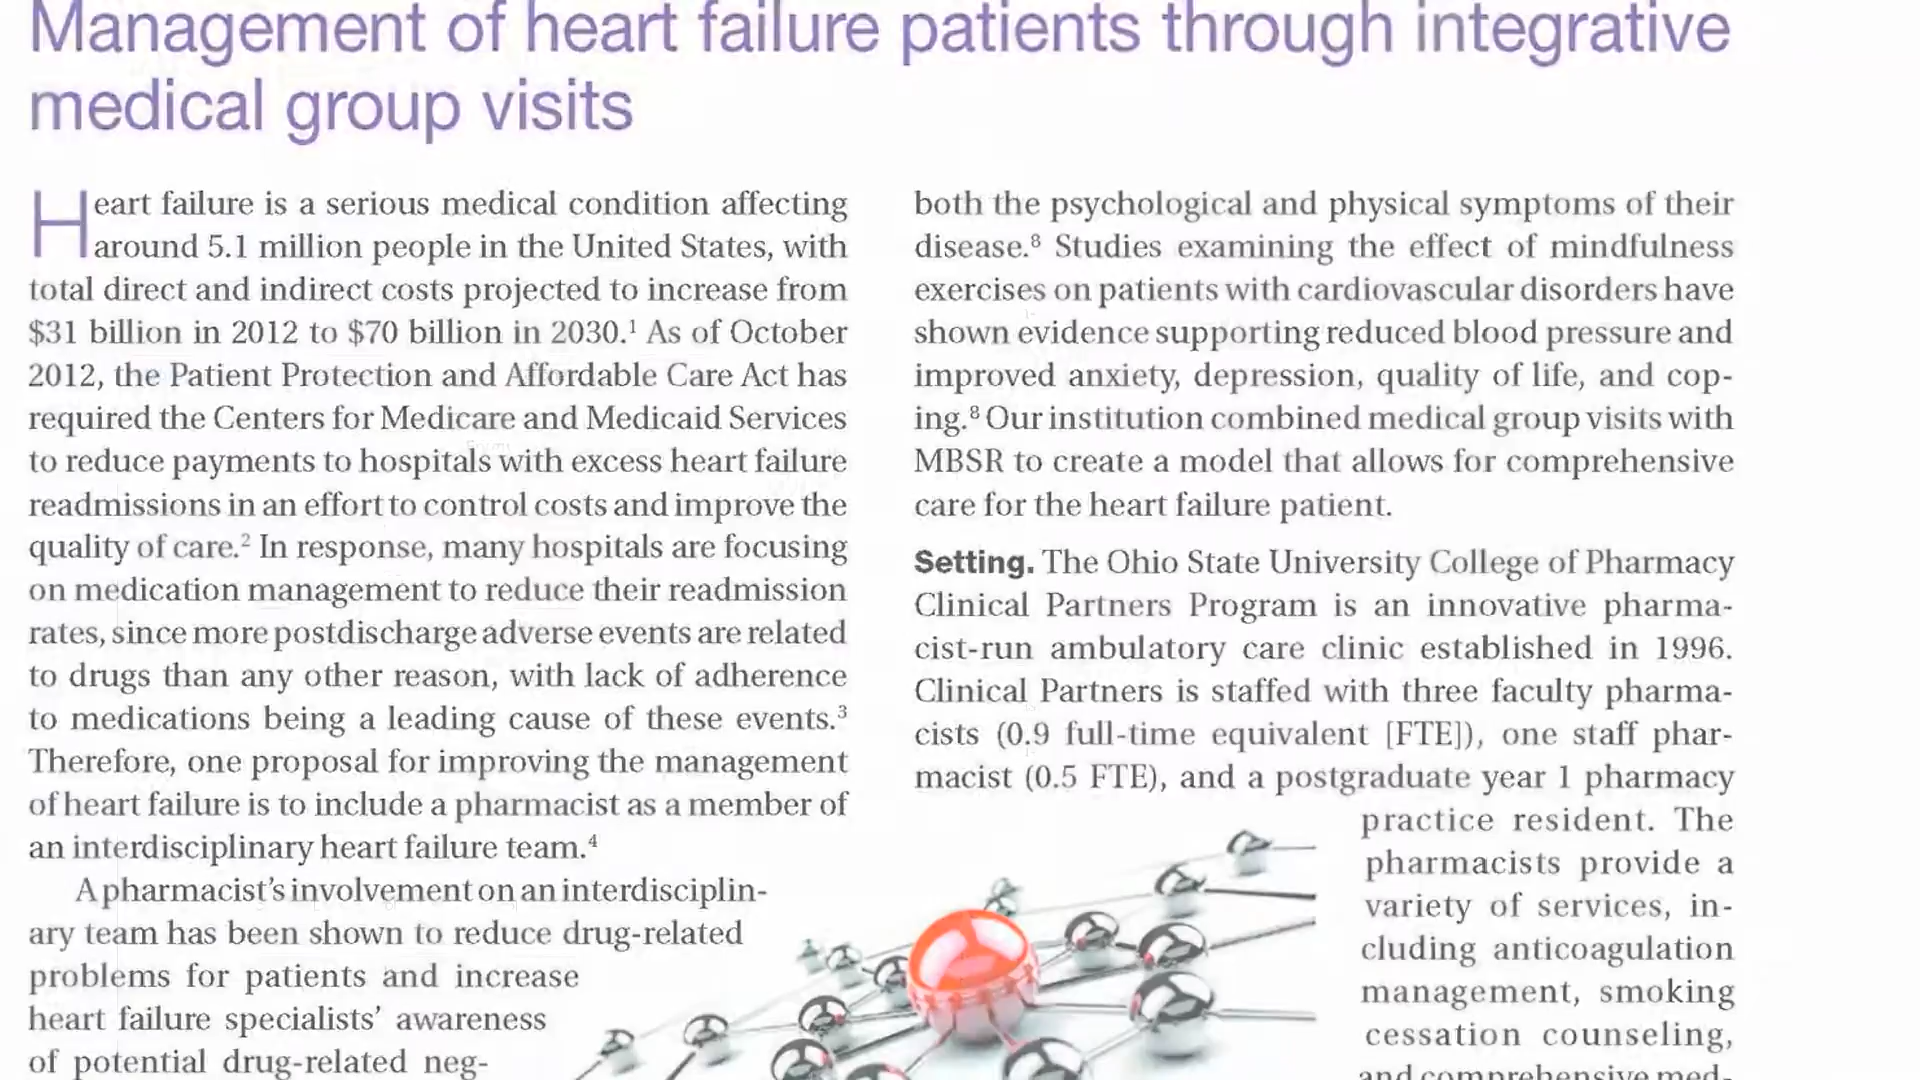 Management of heart failure patients through integrative
medical group visits
Heart failure is a serious medical condition affecting
around 5.1 million people in the United States, with
total direct and indirect costs projected to increase from
$31 billion in 2012 to $70 billion in 2030.¹ As of October
2012, the Patient Protection and Affordable Care Act has
required the Centers for Medicare and Medicaid Services
to reduce payments to hospitals with excess heart failure
readmissions in an effort to control costs and improve the
quality of care.² In response, many hospitals are focusing
on medication management to reduce their readmission
rates, since more postdischarge adverse events are related
to drugs than any other reason, with lack of adherence
to medications being a leading cause of these events.³
Therefore, one proposal for improving the management
of heart failure is to include a pharmacist as a member of
an interdisciplinary heart failure team.⁴
A pharmacist's involvement on an interdisciplin-
ary team has been shown to reduce drug-related
problems for patients and increase
heart failure specialists' awareness
of potential drug-related neg-
both the psychological and physical symptoms of their
disease.⁸ Studies examining the effect of mindfulness
exercises on patients with cardiovascular disorders have
shown evidence supporting reduced blood pressure and
improved anxiety, depression, quality of life, and cop-
ing.⁸ Our institution combined medical group visits with
MBSR to create a model that allows for comprehensive
care for the heart failure patient.
Setting. The Ohio State University College of Pharmacy
Clinical Partners Program is an innovative pharma-
cist-run ambulatory care clinic established in 1996.
Clinical Partners is staffed with three faculty pharma-
cists (0.9 full-time equivalent [FTE]), one staff phar-
macist (0.5 FTE), and a postgraduate year 1 pharmacy
practice resident. The
pharmacists provide a
variety of services, in-
cluding anticoagulation
management, smoking
cessation counseling,
and comprehensive med-